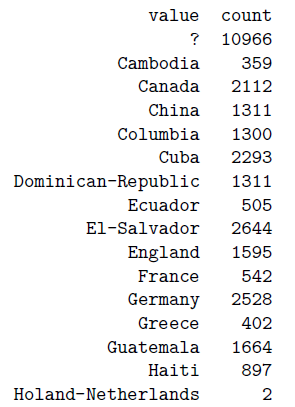 value count
? 10966
Cambodia 359
Canada 2112
China 1311
Columbia 1300
Cuba 2293
Dominican-Republic 1311
Ecuador 505
El-Salvador 2644
England 1595
France 542
Germany 2528
Greece 402
Guatemala 1664
Haiti 897
Holand-Netherlands 2